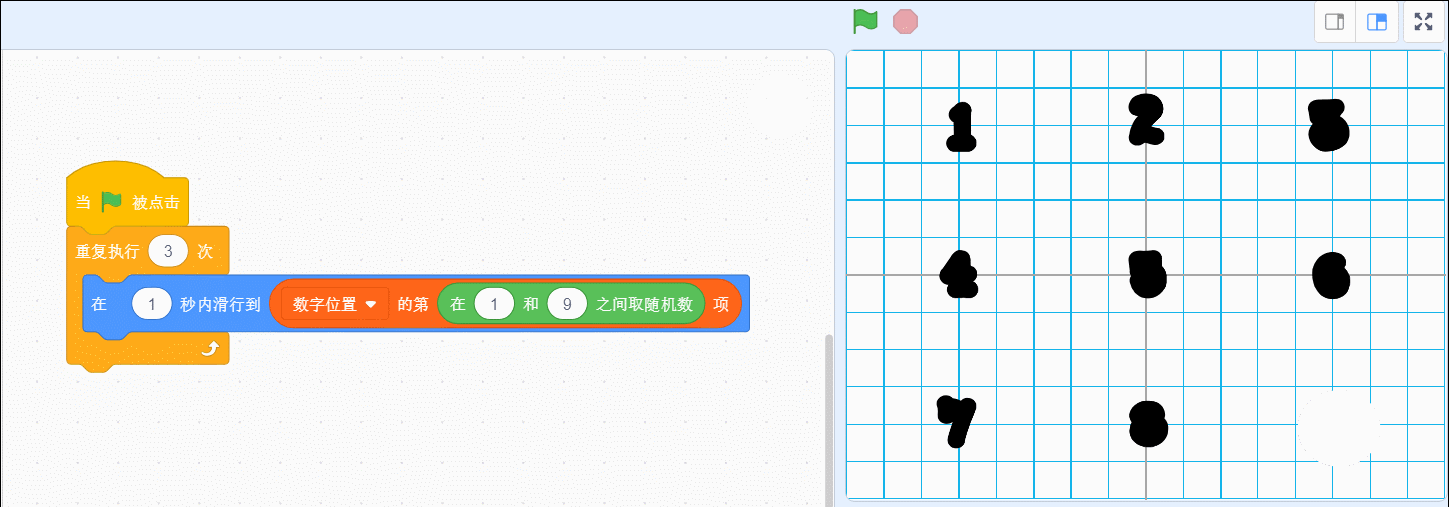 当 被点击
重复执行 3 次
在 1 秒内滑行到 数字位置 的第 在 1 和 9 之间取随机数 项
1 2 3
4 5 6
7 8